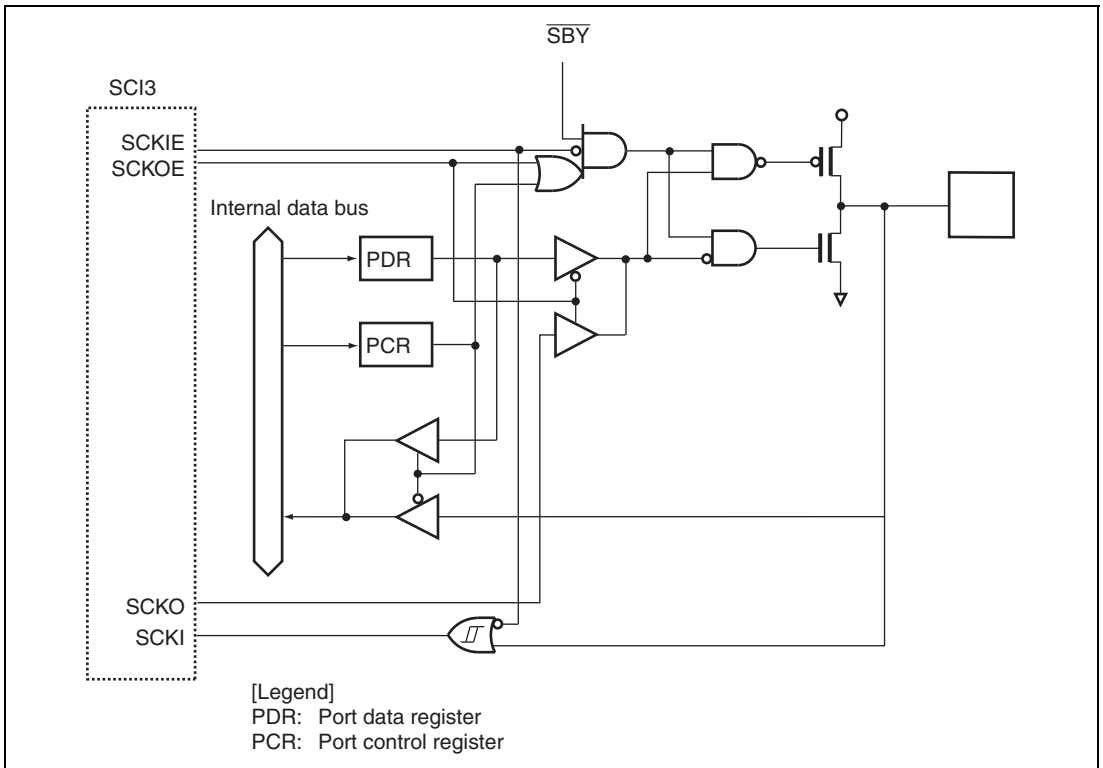 SBY
SCI3
SCKIE
SCKOE
Internal data bus
PDR
PCR
SCKO
SCKI
[Legend]
PDR: Port data register
PCR: Port control register